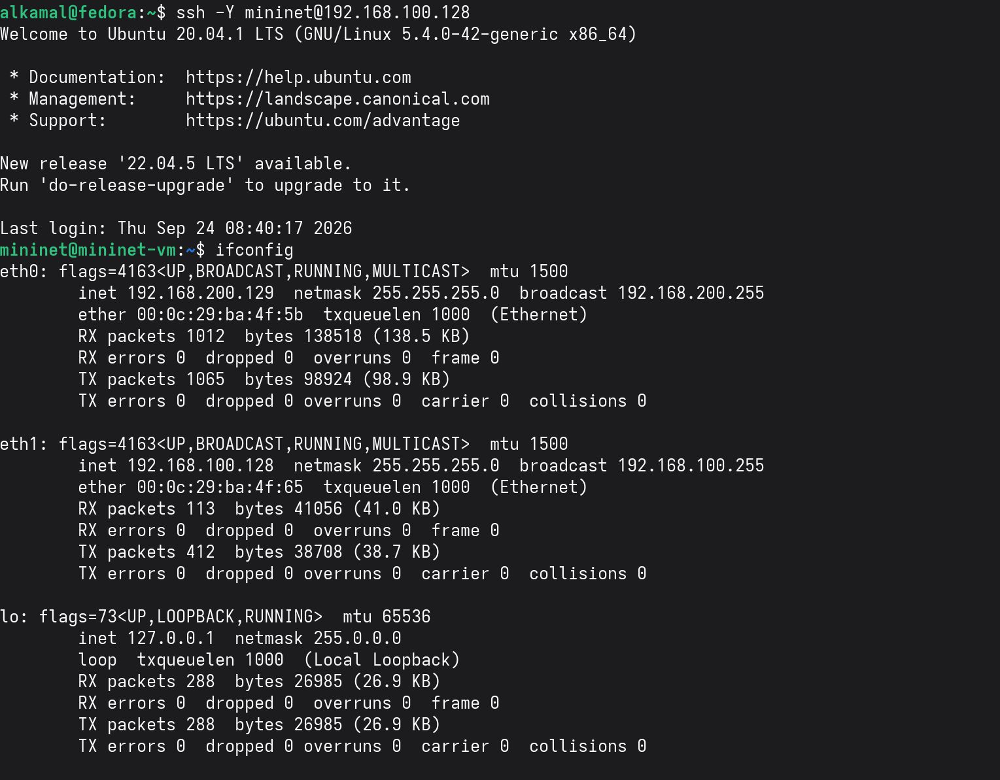 alkamal@fedora:~$ ssh -Y mininet@192.168.100.128
Welcome to Ubuntu 20.04.1 LTS (GNU/Linux 5.4.0-42-generic x86_64)

 * Documentation:  https://help.ubuntu.com
 * Management:     https://landscape.canonical.com
 * Support:        https://ubuntu.com/advantage

New release '22.04.5 LTS' available.
Run 'do-release-upgrade' to upgrade to it.

Last login: Thu Sep 24 08:40:17 2026
mininet@mininet-vm:~$ ifconfig
eth0: flags=4163<UP,BROADCAST,RUNNING,MULTICAST>  mtu 1500
        inet 192.168.200.129  netmask 255.255.255.0  broadcast 192.168.200.255
        ether 00:0c:29:ba:4f:5b  txqueuelen 1000  (Ethernet)
        RX packets 1012  bytes 138518 (138.5 KB)
        RX errors 0  dropped 0  overruns 0  frame 0
        TX packets 1065  bytes 98924 (98.9 KB)
        TX errors 0  dropped 0 overruns 0  carrier 0  collisions 0

eth1: flags=4163<UP,BROADCAST,RUNNING,MULTICAST>  mtu 1500
        inet 192.168.100.128  netmask 255.255.255.0  broadcast 192.168.100.255
        ether 00:0c:29:ba:4f:65  txqueuelen 1000  (Ethernet)
        RX packets 113  bytes 41056 (41.0 KB)
        RX errors 0  dropped 0  overruns 0  frame 0
        TX packets 412  bytes 38708 (38.7 KB)
        TX errors 0  dropped 0 overruns 0  carrier 0  collisions 0

lo: flags=73<UP,LOOPBACK,RUNNING>  mtu 65536
        inet 127.0.0.1  netmask 255.0.0.0
        loop  txqueuelen 1000  (Local Loopback)
        RX packets 288  bytes 26985 (26.9 KB)
        RX errors 0  dropped 0  overruns 0  frame 0
        TX packets 288  bytes 26985 (26.9 KB)
        TX errors 0  dropped 0 overruns 0  carrier 0  collisions 0